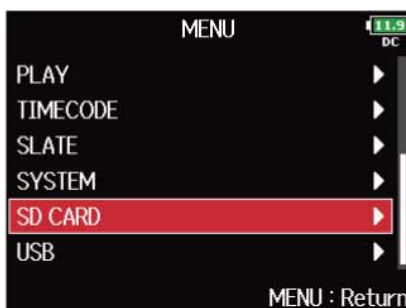 MENU
11.9
DC
PLAY
TIMECODE
SLATE
SYSTEM
SD CARD
USB
MENU : Return